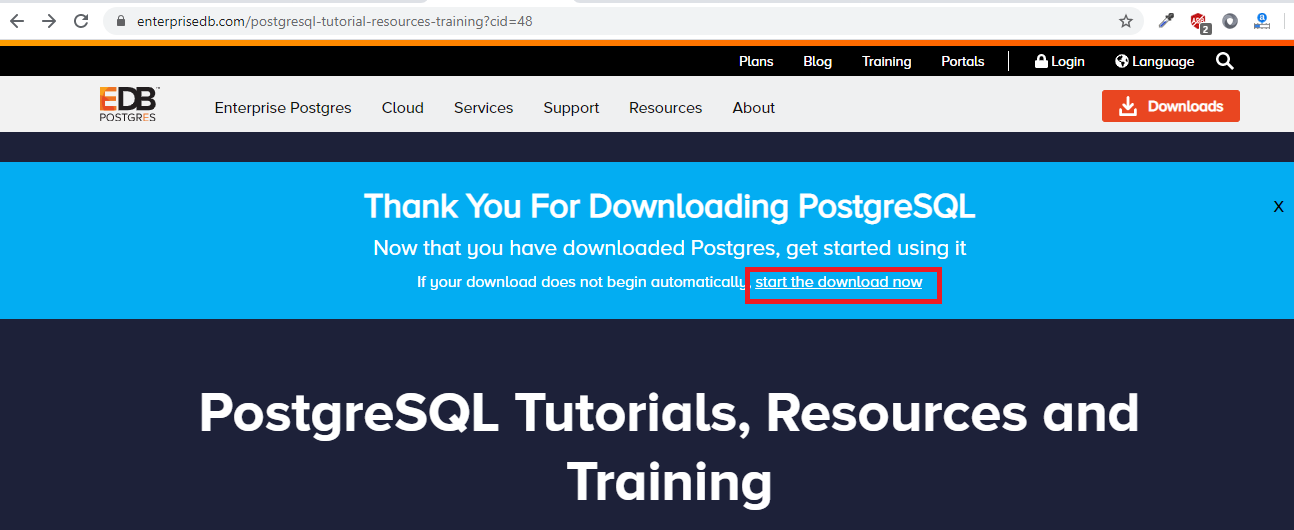 enterprisedb.com/postgresql-tutorial-resources-training?cid=48
2
a
Plans Blog Training Portals Login Language
EDB
POSTGRES
Enterprise Postgres Cloud Services Support Resources About Downloads
Thank You For Downloading PostgreSQL
X
Now that you have downloaded Postgres, get started using it
If your download does not begin automatically, start the download now
PostgreSQL Tutorials, Resources and
Training